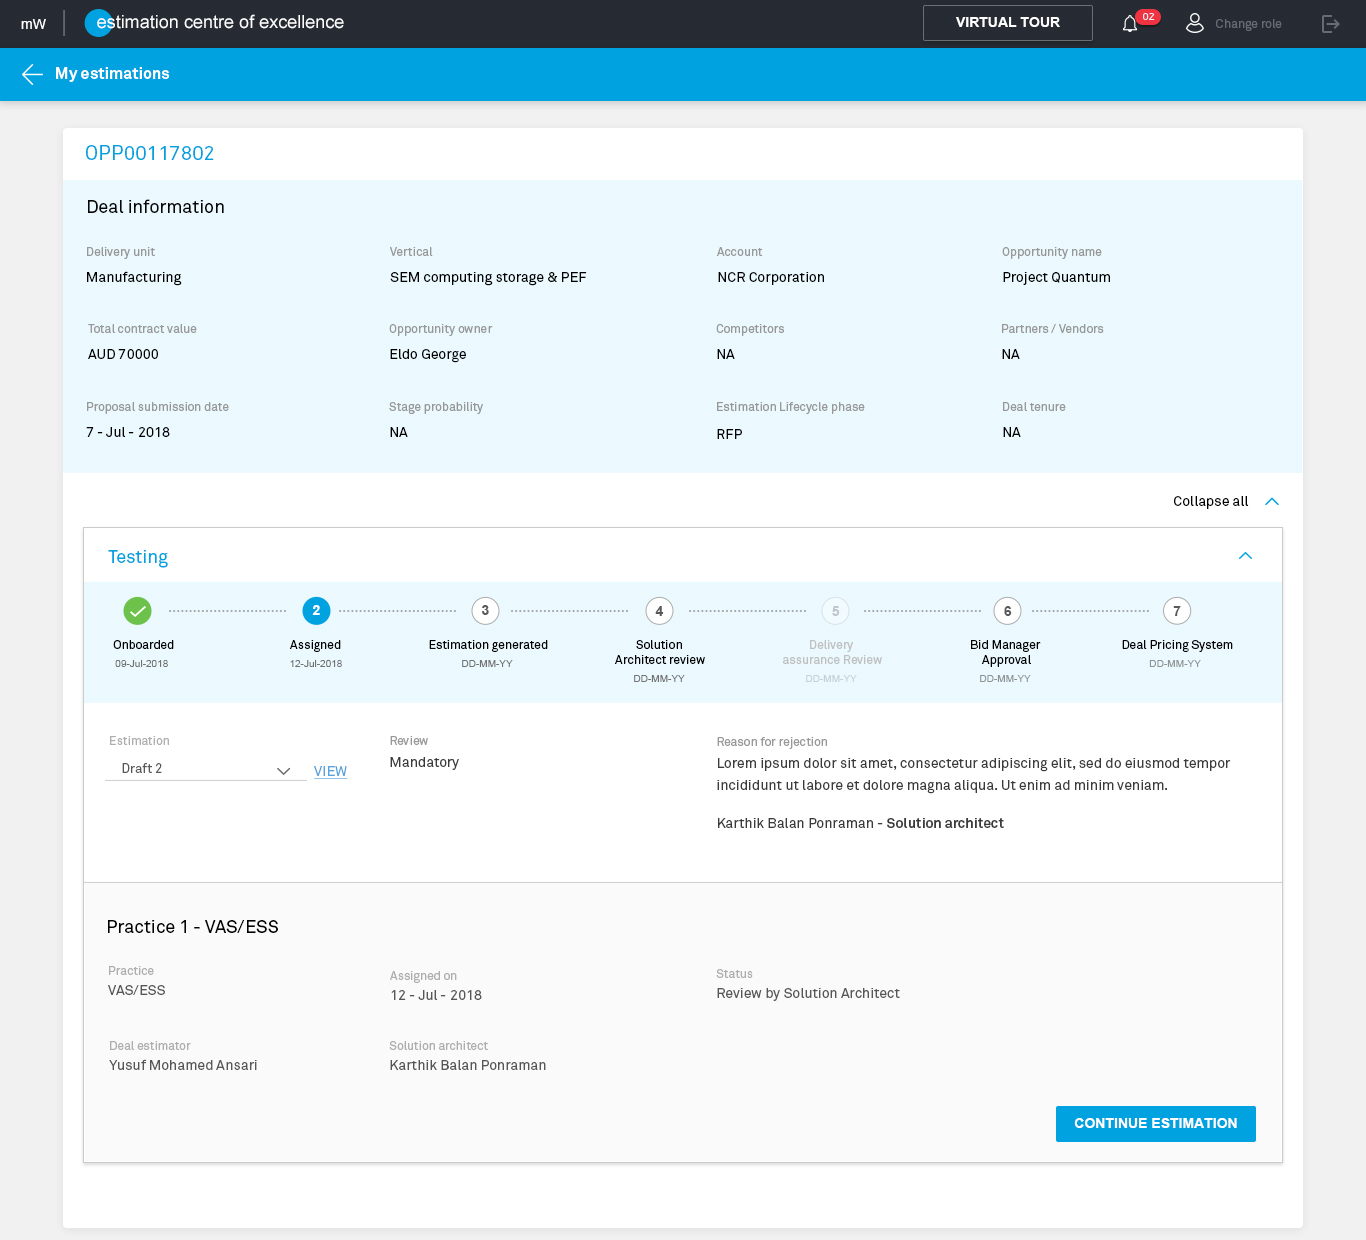 mW
estimation centre of excellence
VIRTUAL TOUR
02
Change role
My estimations
OPP00117802
Deal information
Delivery unit
Vertical
Account
Opportunity name
Manufacturing
SEM computing storage & PEF
NCR Corporation
Project Quantum
Total contract value
Opportunity owner
Competitors
Partners / Vendors
AUD 70000
Eldo George
NA
NA
Proposal submission date
Stage probability
Estimation Lifecycle phase
Deal tenure
7 - Jul - 2018
NA
RFP
NA
Collapse all
Testing
2
3
4
5
6
7
Onboarded
09-Jul-2018
Assigned
12-Jul-2018
Estimation generated
DD-MM-YY
Solution
Architect review
DD-MM-YY
Delivery
assurance Review
DD-MM-YY
Bid Manager
Approval
DD-MM-YY
Deal Pricing System
DD-MM-YY
Estimation
Draft 2
VIEW
Review
Mandatory
Reason for rejection
Lorem ipsum dolor sit amet, consectetur adipiscing elit, sed do eiusmod tempor
incididunt ut labore et dolore magna aliqua. Ut enim ad minim veniam.
Karthik Balan Ponraman - Solution architect
Practice 1 - VAS/ESS
Practice
VAS/ESS
Assigned on
12 - Jul - 2018
Status
Review by Solution Architect
Deal estimator
Yusuf Mohamed Ansari
Solution architect
Karthik Balan Ponraman
CONTINUE ESTIMATION